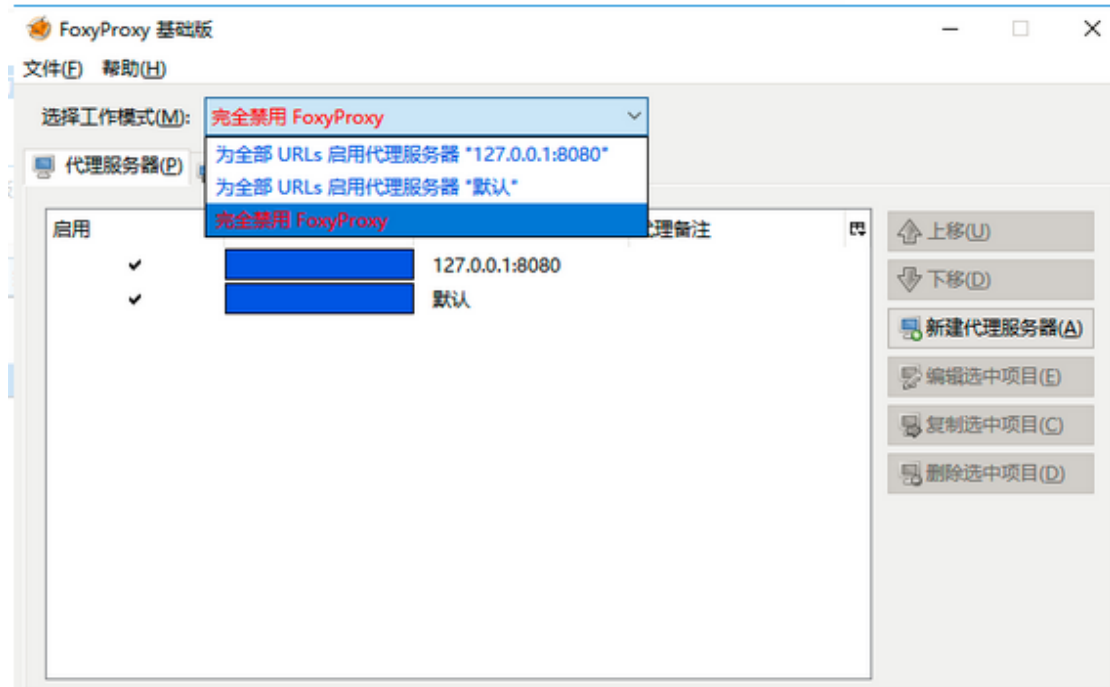 FoxyProxy 基础版
文件(F) 帮助(H)
选择工作模式(M): 完全禁用 FoxyProxy
为全部 URLs 启用代理服务器 "127.0.0.1:8080"
为全部 URLs 启用代理服务器 "默认"
完全禁用 FoxyProxy
代理服务器(P)
启用 代理备注
127.0.0.1:8080
默认
上移(U)
下移(D)
新建代理服务器(A)
编辑选中项目(E)
复制选中项目(C)
删除选中项目(D)